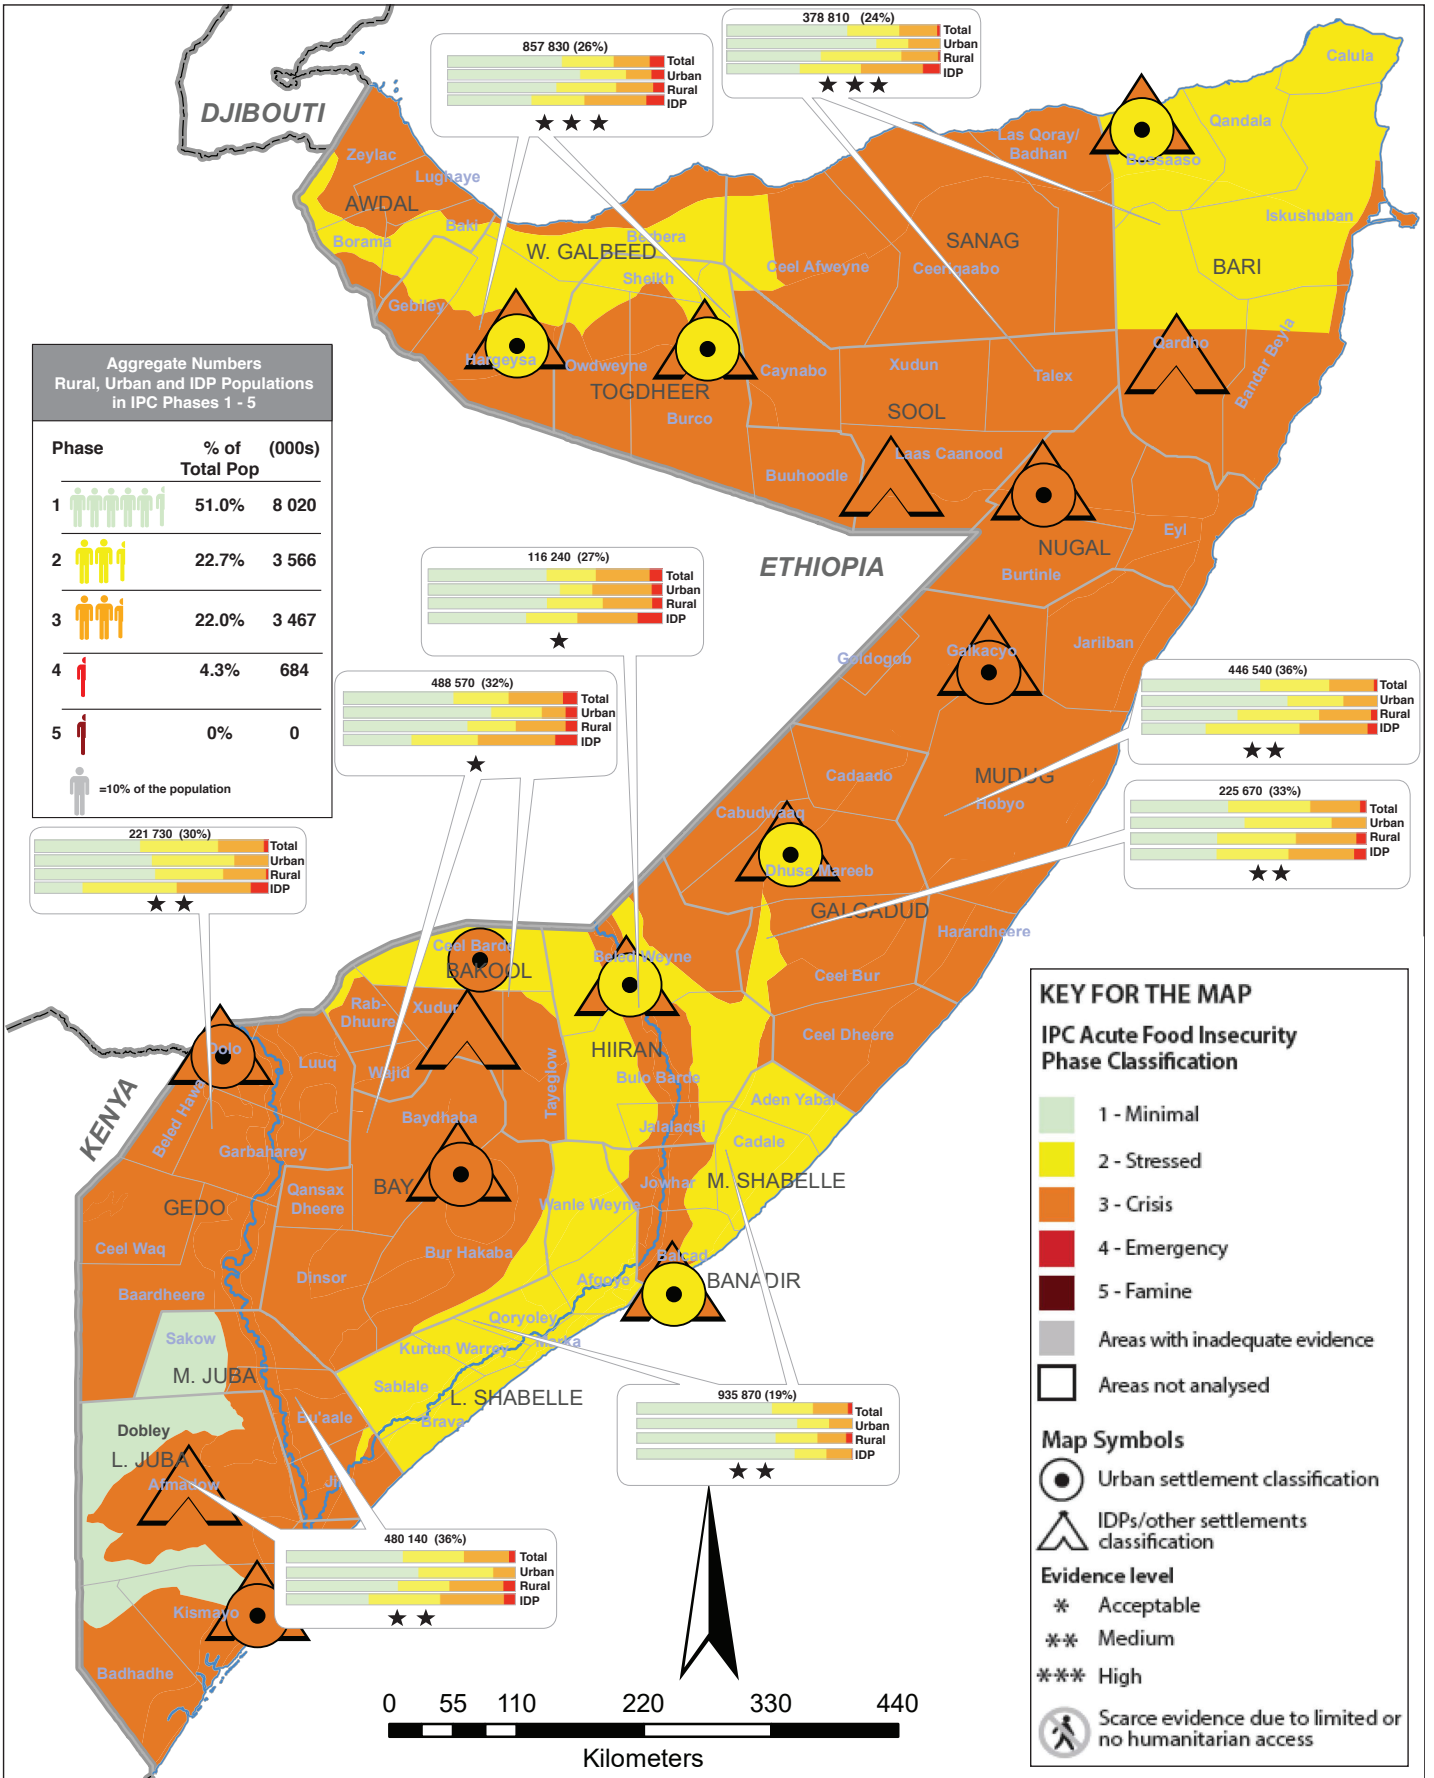 857 830 (26%)
Total
Urban
Rural
IDP
★ ★ ★
378 810 (24%)
Total
Urban
Rural
IDP
★ ★ ★
DJIBOUTI
Calula
Qandala
Las Qoray/
Badhan
Bossaaso
Zeylac
Lughaye
AWDAL
Baki
Borama
Iskushuban
W. GALBEED
Berbera
SANAG
BARI
Ceel Afweyne
Ceerigaabo
Sheikh
Gebiley
Hargeysa
Owdweyne
TOGDHEER
Burco
Caynabo
Xudun
Talex
Qardho
Bandar Beyla
SOOL
Laas Caanood
Buuhoodle
Eyl
NUGAL
Burtinle
ETHIOPIA
Aggregate Numbers
Rural, Urban and IDP Populations
in IPC Phases 1 - 5
Phase % of (000s)
Total Pop
1 51.0% 8 020
2 22.7% 3 566
3 22.0% 3 467
4 4.3% 684
5 0% 0
=10% of the population
116 240 (27%)
Total
Urban
Rural
IDP
★
488 570 (32%)
Total
Urban
Rural
IDP
★
Goldogob
Galkacyo
Jariiban
446 540 (36%)
Total
Urban
Rural
IDP
★★
Cadaado
MUDUG
Hobyo
Cabudwaaq
225 670 (33%)
Total
Urban
Rural
IDP
★★
Dhusa Mareeb
GALGADUD
Harardheere
221 730 (30%)
Total
Urban
Rural
IDP
★ ★
Ceel Barde
BAKOOL
Beled Weyne
Ceel Bur
Rab-
Dhuure
Xudur
Ceel Dheere
HIIRAN
Dolo
Luuq
Wajid
Tayeglow
Bulo Barde
KENYA
Beled Hawa
Baydhaba
Aden Yabal
Jalalaqsi
Cadale
Garbaharey
BAY
Qansax
Dheere
Jowhar
M. SHABELLE
GEDO
Wanle Weyne
Ceel Waq
Bur Hakaba
Balcad
Dinsor
Afgoye
BANADIR
Baardheere
Qoryoley
Marka
Sakow
Kurtun Warrey
M. JUBA
Sablale
L. SHABELLE
Bu'aale
Brava
Dobley
L. JUBA
Afmadow
935 870 (19%)
Total
Urban
Rural
IDP
★ ★
480 140 (36%)
Total
Urban
Rural
IDP
★ ★
Kismayo
Badhadhe
0 55 110 220 330 440
Kilometers
KEY FOR THE MAP
IPC Acute Food Insecurity
Phase Classification
1 - Minimal
2 - Stressed
3 - Crisis
4 - Emergency
5 - Famine
Areas with inadequate evidence
Areas not analysed
Map Symbols
Urban settlement classification
IDPs/other settlements
classification
Evidence level
* Acceptable
** Medium
*** High
Scarce evidence due to limited or
no humanitarian access